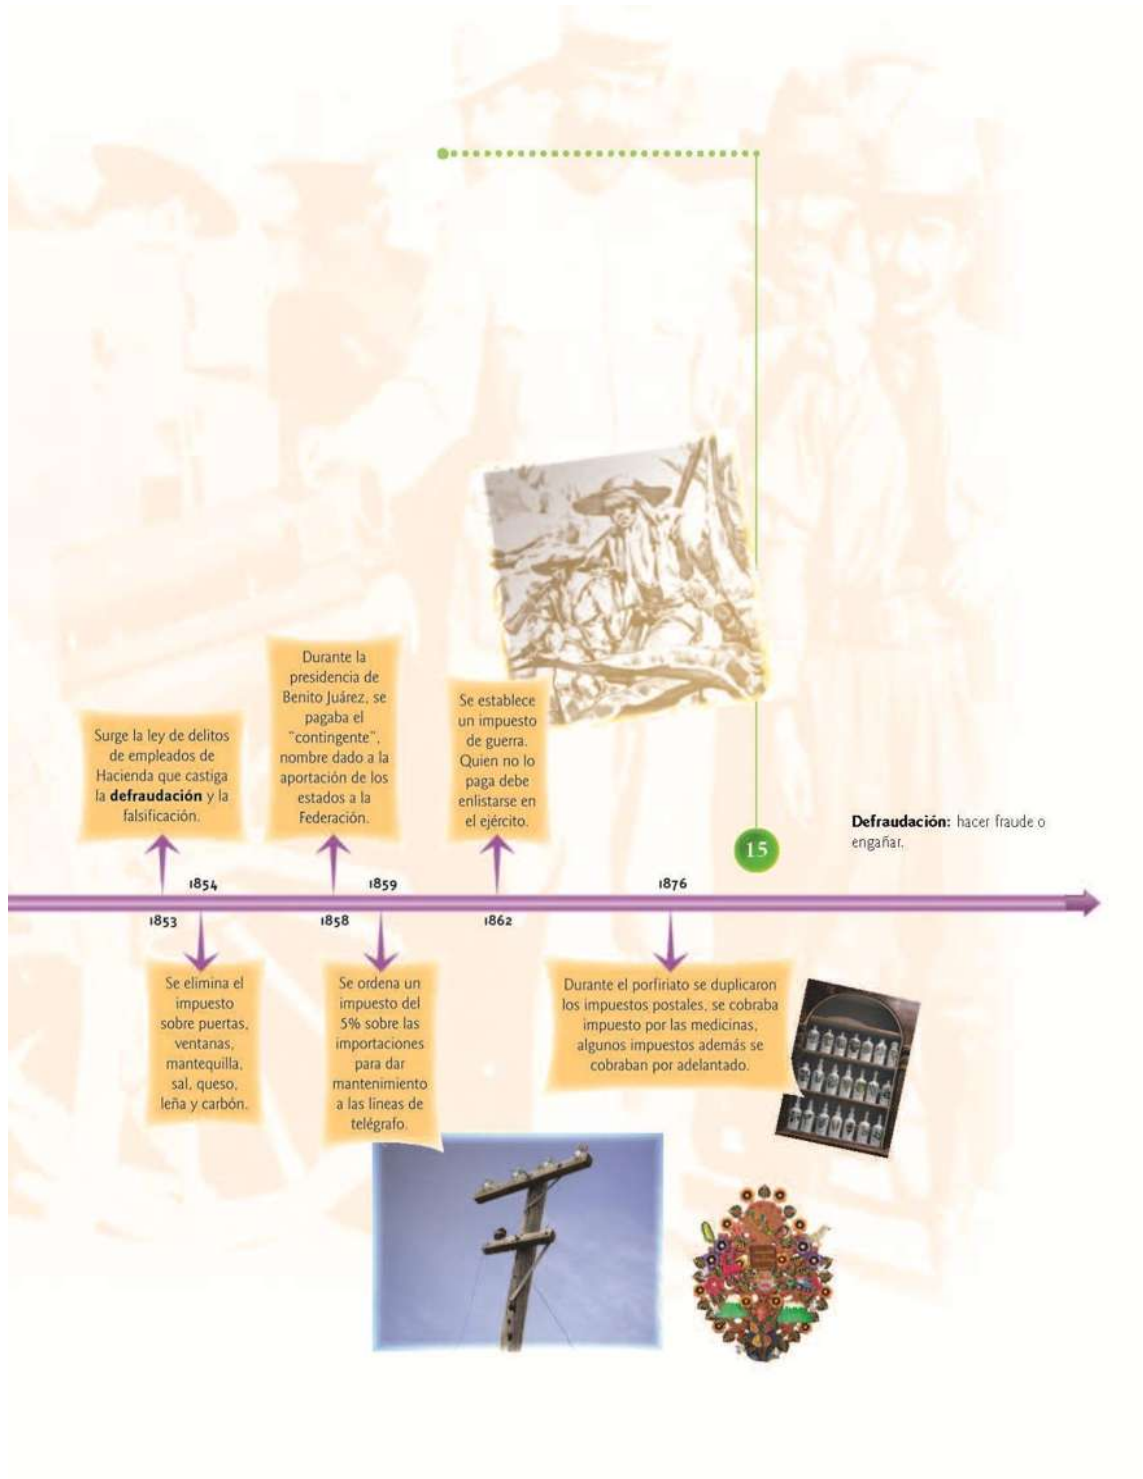 Durante la
presidencia de
Benito Juárez, se
pagaba el
"contingente",
nombre dado a la
aportación de los
estados a la
Federación.
Se establece
un impuesto
de guerra.
Quien no lo
paga debe
enlistarse en
el ejército.
Surge la ley de delitos
de empleados de
Hacienda que castiga
la defraudación y la
falsificación.
Defraudación: hacer fraude o
engañar.
15
1854
1859
1876
1853
1858
1862
Se elimina el
impuesto
sobre puertas,
ventanas,
mantequilla,
sal, queso,
leña y carbón.
Se ordena un
impuesto del
5% sobre las
importaciones
para dar
mantenimiento
a las líneas de
telégrafo.
Durante el porfiriato se duplicaron
los impuestos postales, se cobraba
impuesto por las medicinas,
algunos impuestos además se
cobraban por adelantado.